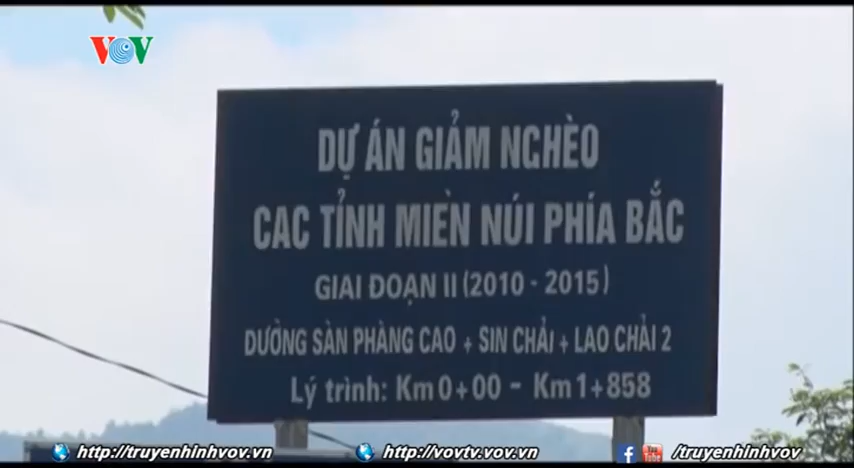 VOV
DỰ ÁN GIẢM NGHÈO
CAC TỈNH MIỀN NÚI PHÍA BẮC
GIAI ĐOẠN II (2010 - 2015)
DƯỜNG SÀN PHÀNG CAO + SIN CHẢI + LAO CHẢI 2
Lý trình: Km0+00 - Km1+858
http://truyenhinhvov.vn http://vovtv.vov.vn /truyenhinhvov